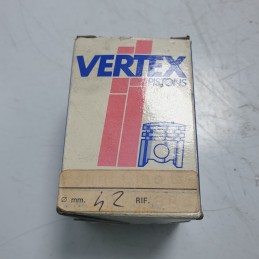 VERTEX
PISTONS
Ø mm. 42 RIF.